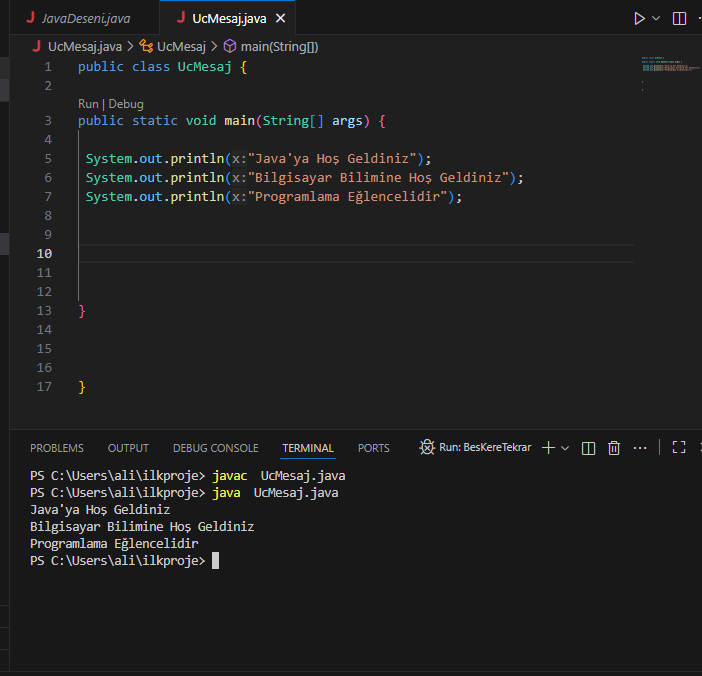 JavaDeseni.java
UcMesaj.java
UcMesaj.java > UcMesaj > main(String[])
1 public class UcMesaj {
2
Run | Debug
3 public static void main(String[] args) {
4
5 System.out.println(x:"Java'ya Hoş Geldiniz");
6 System.out.println(x:"Bilgisayar Bilimine Hoş Geldiniz");
7 System.out.println(x:"Programlama Eğlencelidir");
8
9
10
11
12
13 }
14
15
16
17 }
PROBLEMS OUTPUT DEBUG CONSOLE TERMINAL PORTS Run: BesKereTekrar
PS C:\Users\ali\ilkproje> javac  UcMesaj.java
PS C:\Users\ali\ilkproje> java  UcMesaj.java
Java'ya Hoş Geldiniz
Bilgisayar Bilimine Hoş Geldiniz
Programlama Eğlencelidir
PS C:\Users\ali\ilkproje>